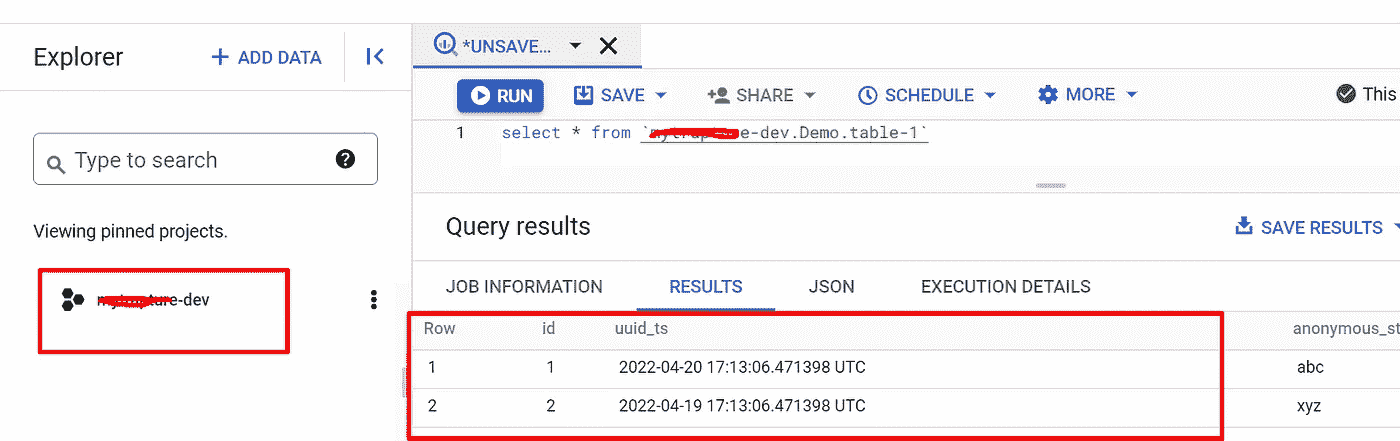 Explorer
+ ADD DATA
Type to search
Viewing pinned projects.
-dev
*UNSAVE...
RUN SAVE SHARE SCHEDULE MORE This
1 select * from `e-dev.Demo.table-1`
Query results
SAVE RESULTS
JOB INFORMATION RESULTS JSON EXECUTION DETAILS
Row id uuid_ts anonymous_st
1 1 2022-04-20 17:13:06.471398 UTC abc
2 2 2022-04-19 17:13:06.471398 UTC xyz